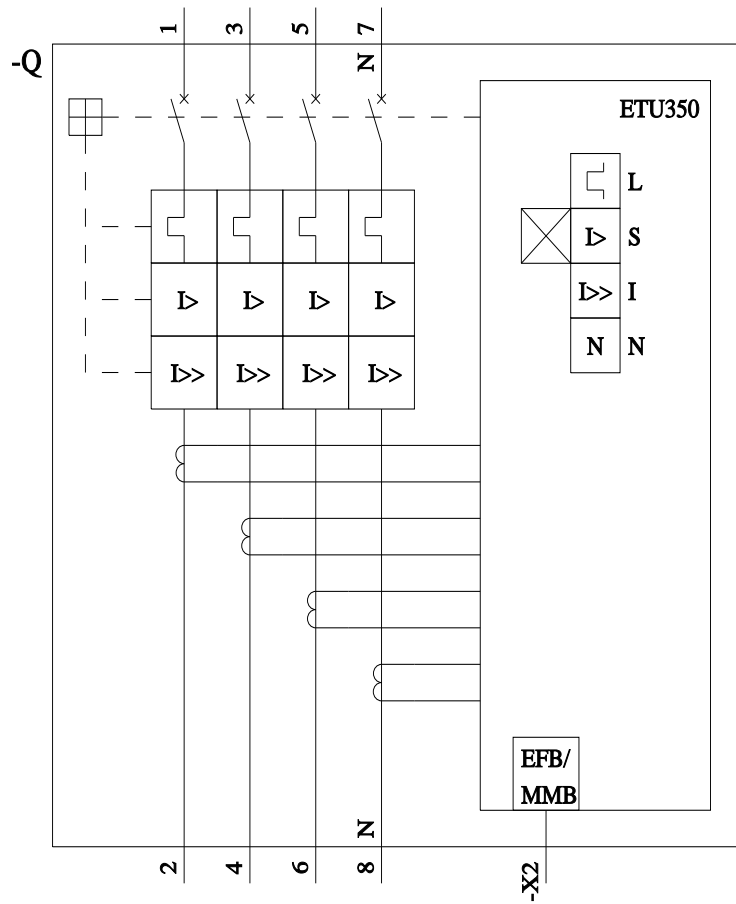 1 3 5 7
-Q
N
ETU350
L
I> S
I> I> I> I>
I>> I
N N
I>> I>> I>> I>>
EFB/
MMB
N
2 4 6 8 -X2